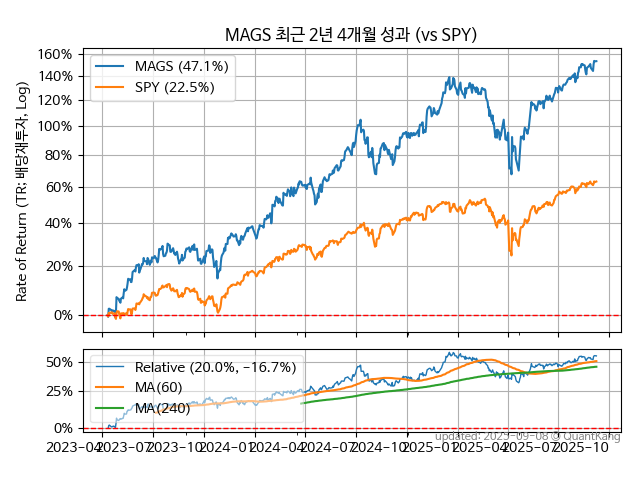 MAGS 최근 2년 4개월 성과 (vs SPY)
Rate of Return (TR; 배당재투자, Log)
160%
140%
120%
100%
80%
60%
40%
20%
0%
MAGS (47.1%)
SPY (22.5%)
50%
25%
0%
Relative (20.0%, −16.7%)
MA(60)
MA(240)
2023-04 2023-07 2023-10 2024-01 2024-04 2024-07 2024-10 2025-01 2025-04 2025-07 2025-10
updated: 2025-09-08 @ QuantKang